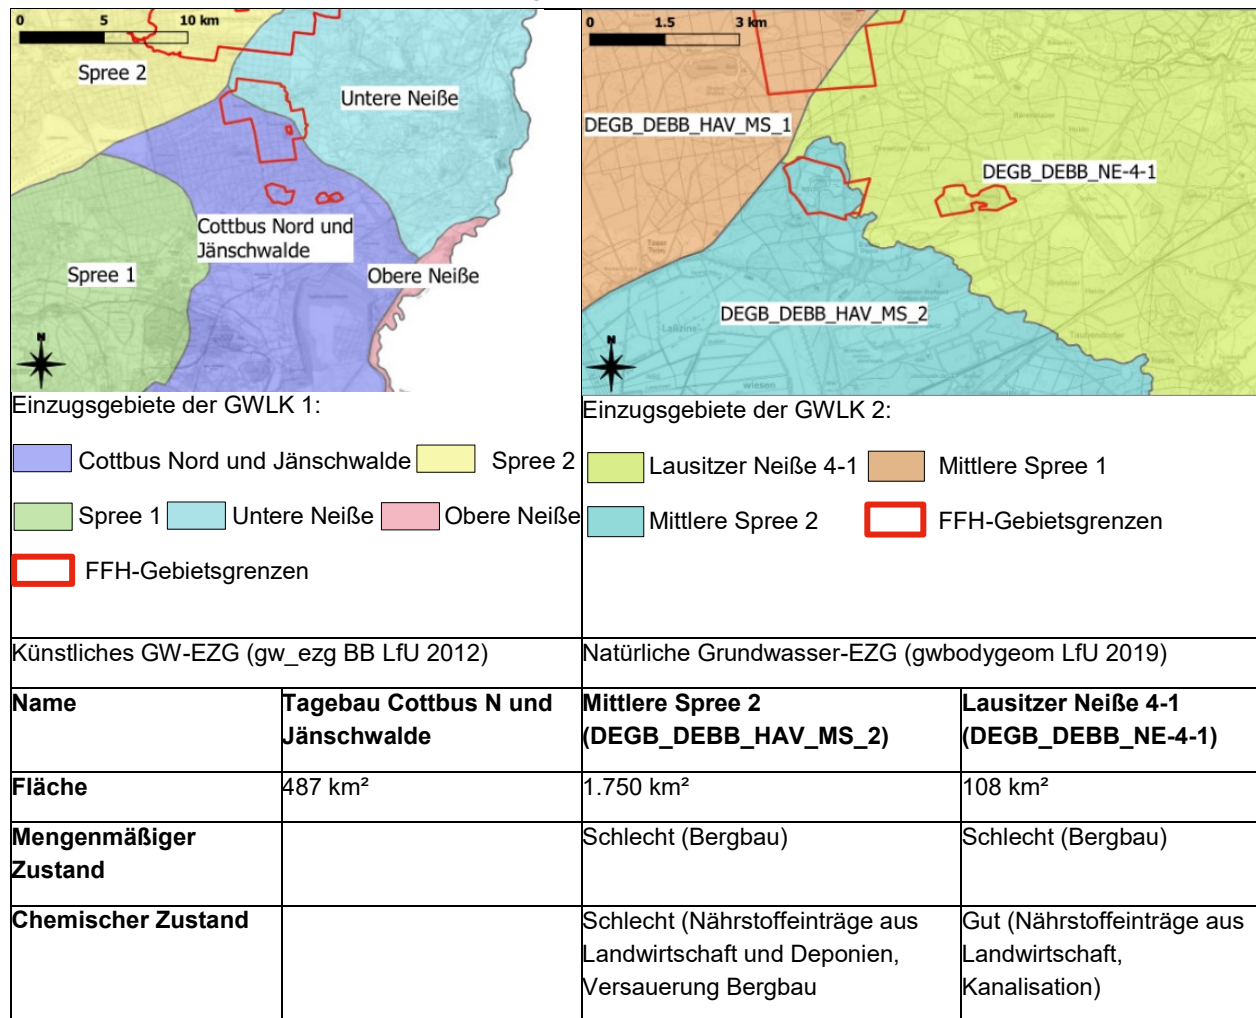 0 5 10 km
Spree 2
Untere Neiße
Cottbus Nord und
Jänschwalde
Spree 1
Obere Neiße
N
0 1.5 3 km
DEGB_DEBB_HAV_MS_1
DEGB_DEBB_NE-4-1
DEGB_DEBB_HAV_MS_2
wiesen
N
Einzugsgebiete der GWLK 1:
Cottbus Nord und Jänschwalde Spree 2
Spree 1 Untere Neiße Obere Neiße
FFH-Gebietsgrenzen
Einzugsgebiete der GWLK 2:
Lausitzer Neiße 4-1 Mittlere Spree 1
Mittlere Spree 2 FFH-Gebietsgrenzen
Künstliches GW-EZG (gw_ezg BB LfU 2012)
Natürliche Grundwasser-EZG (gwbodygeom LfU 2019)
Name
Tagebau Cottbus N und
Jänschwalde
Mittlere Spree 2
(DEGB_DEBB_HAV_MS_2)
Lausitzer Neiße 4-1
(DEGB_DEBB_NE-4-1)
Fläche
487 km²
1.750 km²
108 km²
Mengenmäßiger
Zustand
Schlecht (Bergbau)
Schlecht (Bergbau)
Chemischer Zustand
Schlecht (Nährstoffeinträge aus
Landwirtschaft und Deponien,
Versauerung Bergbau
Gut (Nährstoffeinträge aus
Landwirtschaft,
Kanalisation)